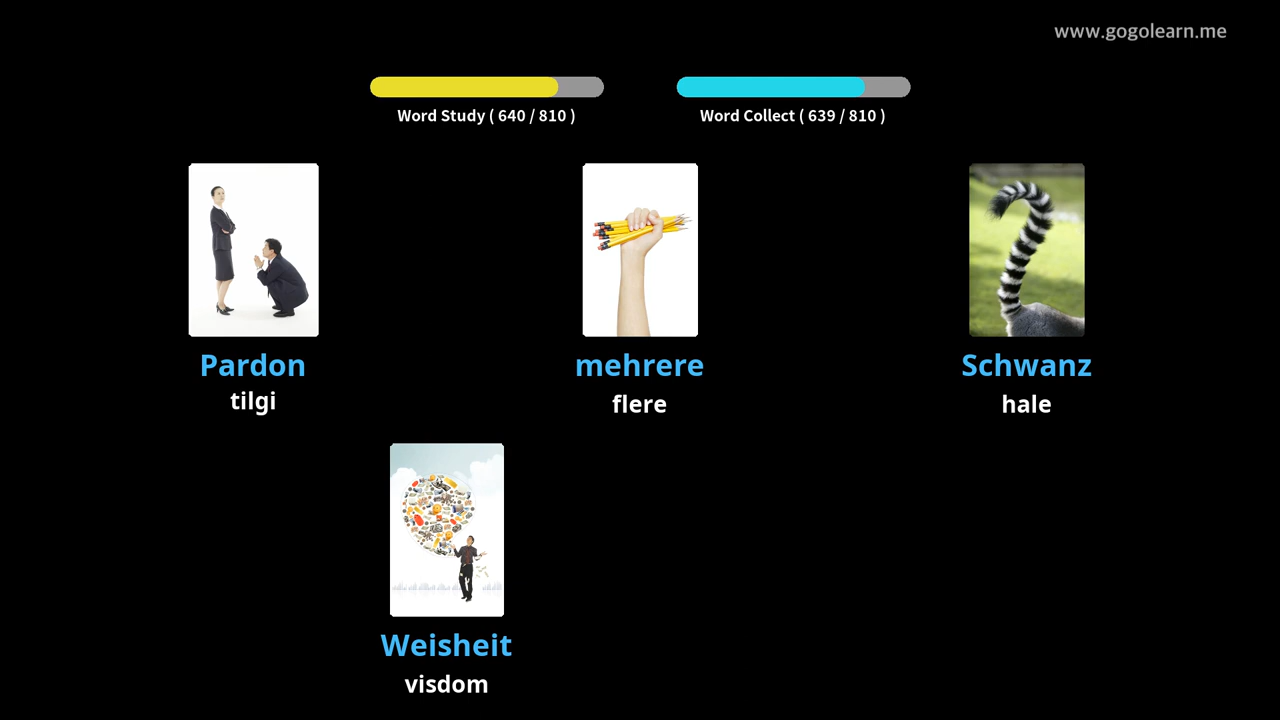 www.gogolearn.me
Word Study ( 640 / 810 )
Word Collect ( 639 / 810 )
Pardon
tilgi
mehrere
flere
Schwanz
hale
Weisheit
visdom